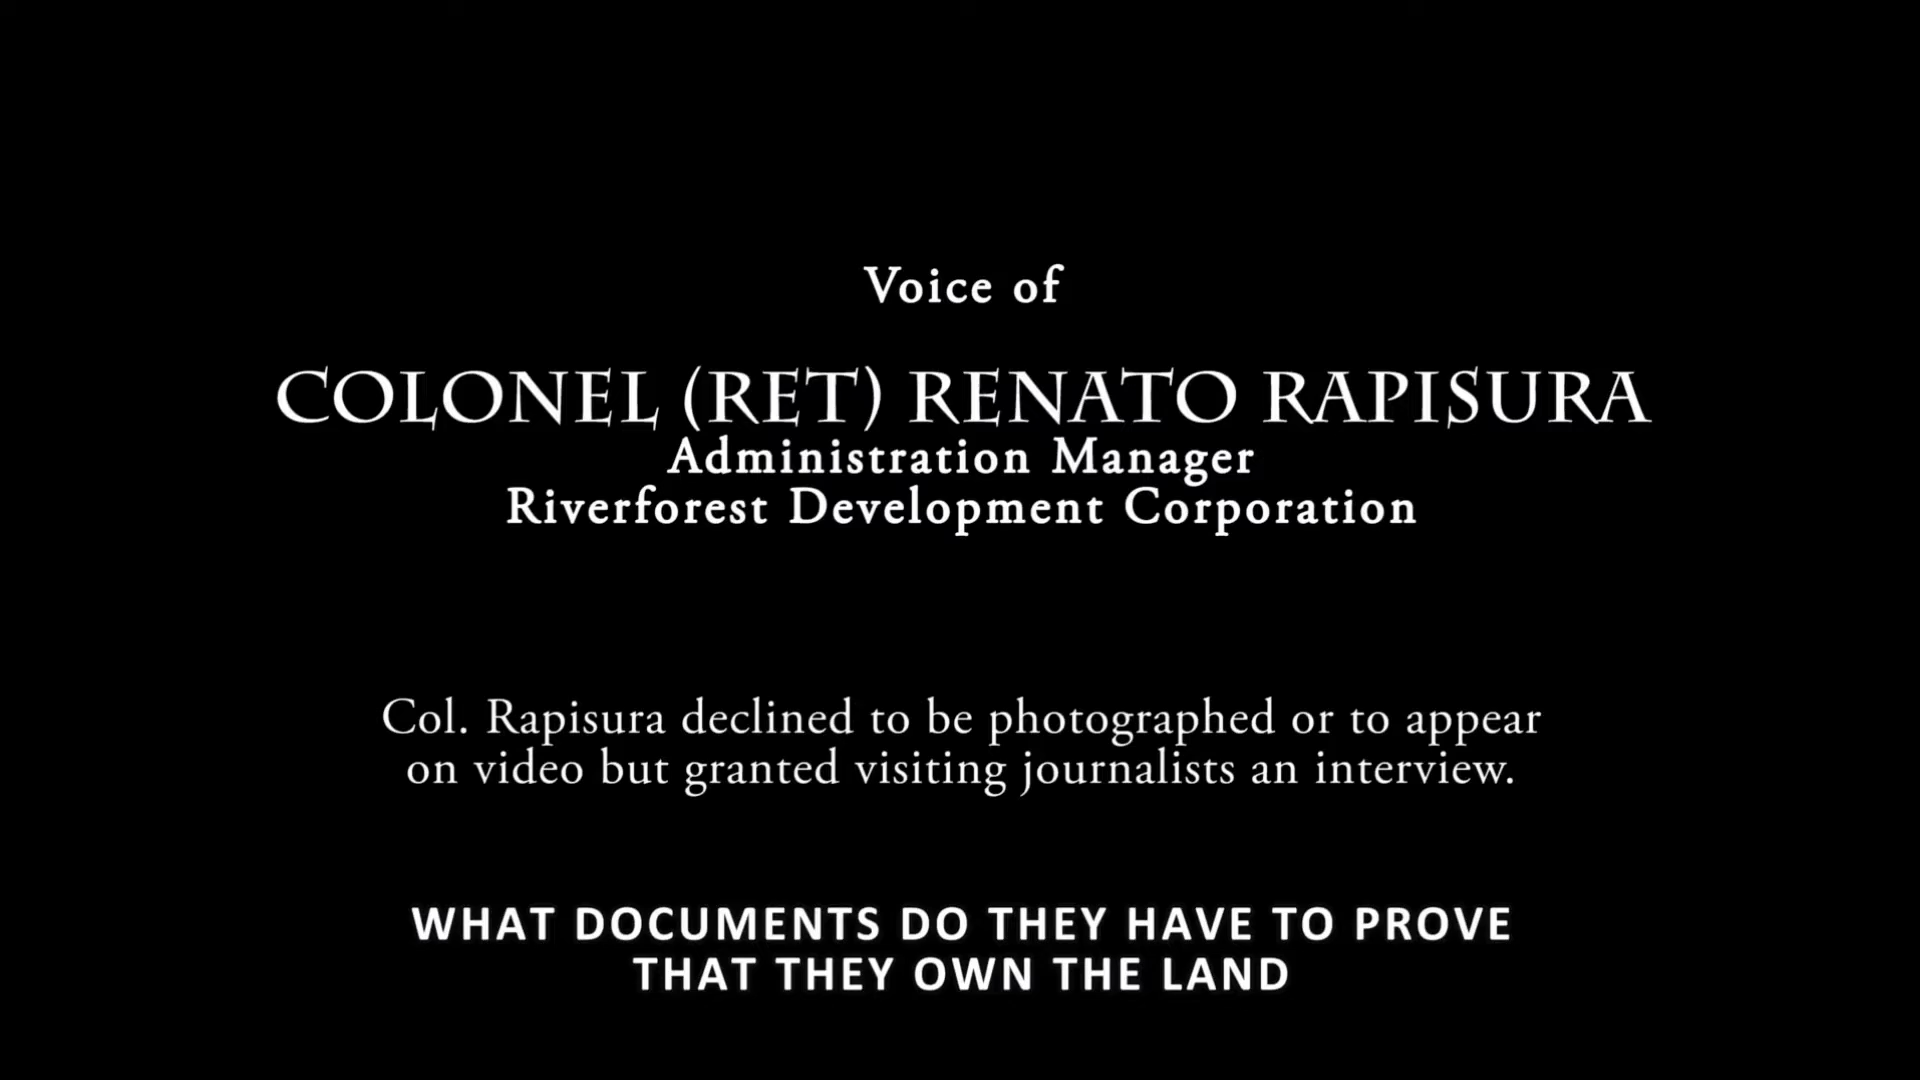 Voice of
COLONEL (RET) RENATO RAPISURA
Administration Manager
Riverforest Development Corporation
Col. Rapisura declined to be photographed or to appear
on video but granted visiting journalists an interview.
WHAT DOCUMENTS DO THEY HAVE TO PROVE
THAT THEY OWN THE LAND